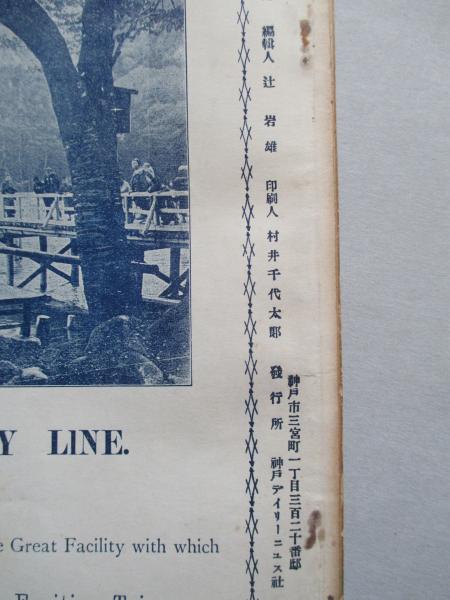 編輯人 辻 岩雄 印刷人 村井千代太郎 發行所 神戸市三宮町一丁目三百二十番邸 神戸デイリーニュス社
Y LINE.
Great Facility with which